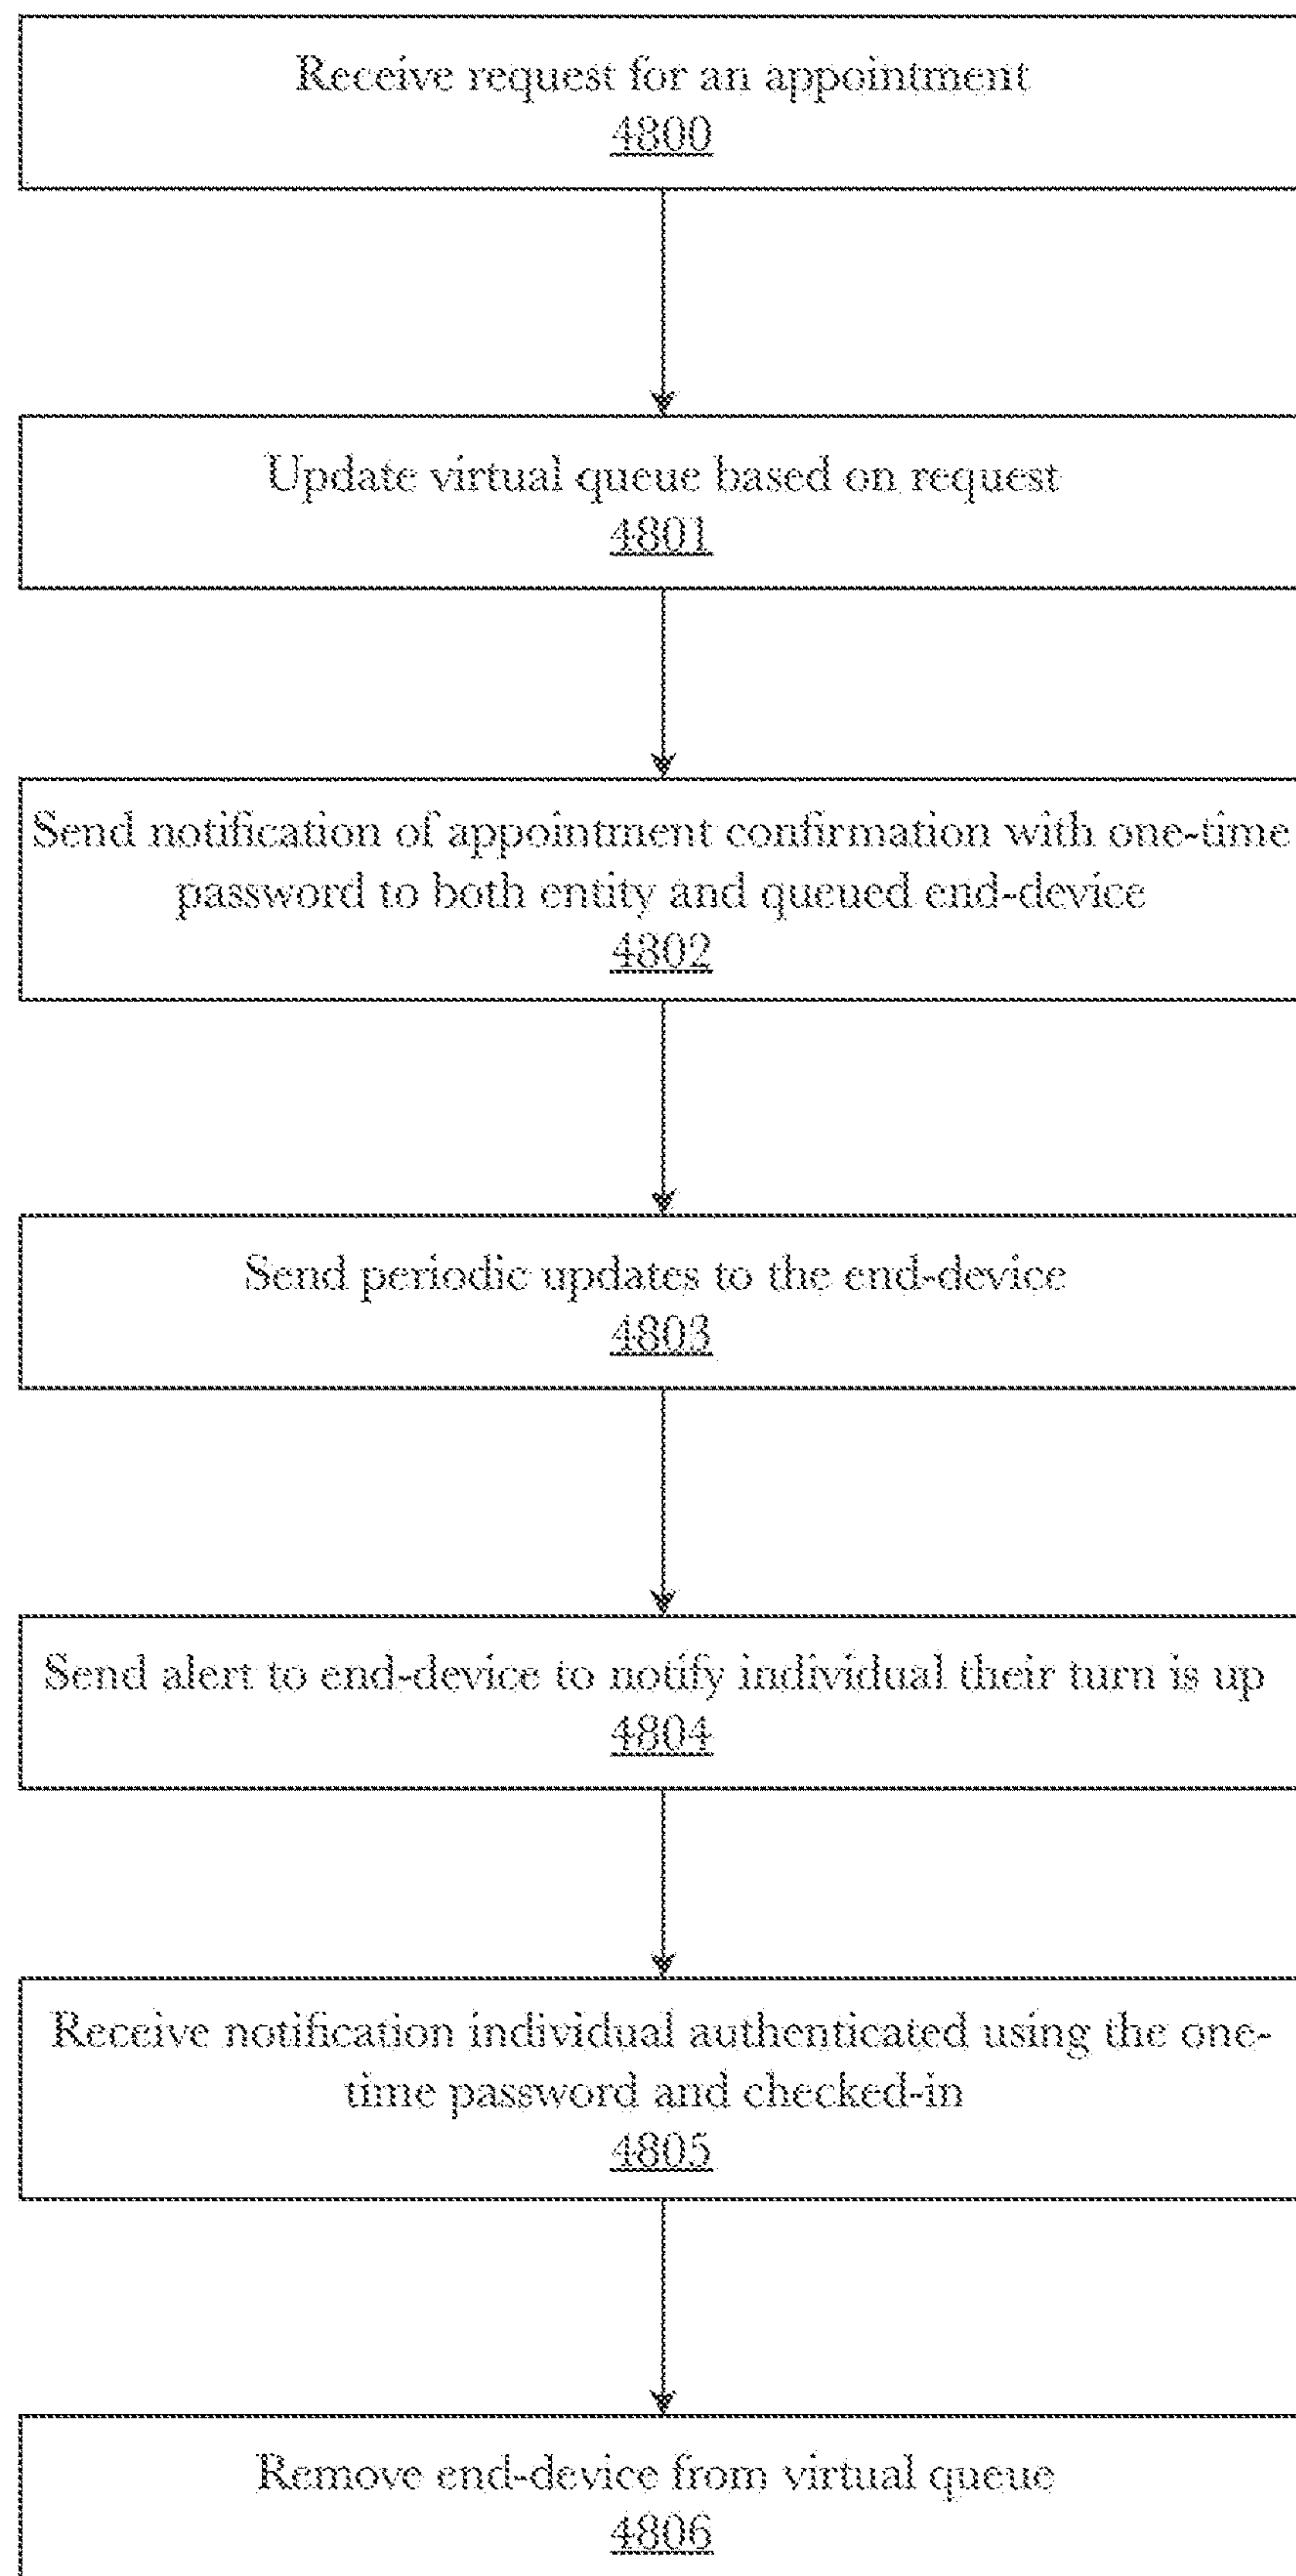 Receive request for an appointment
4800
Update virtual queue based on request
4801
Send notification of appointment confirmation with one-time
password to both entity and queued end-device
4802
Send periodic updates to the end-device
4803
Send alert to end-device to notify individual their turn is up
4804
Receive notification individual authenticated using the one-
time password and checked-in
4805
Remove end-device from virtual queue
4806